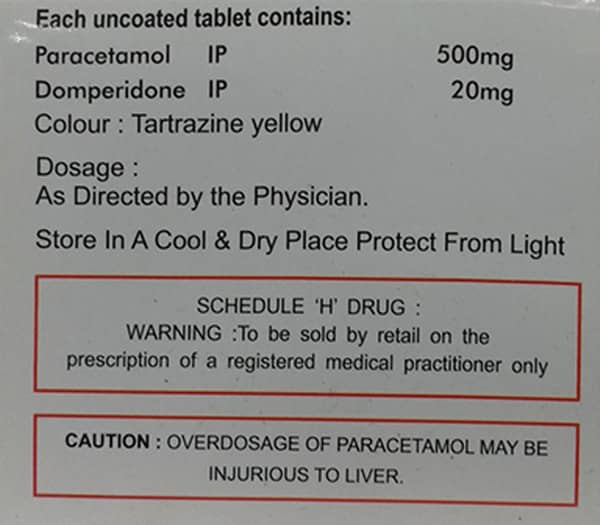 Each uncoated tablet contains:
Paracetamol IP 500mg
Domperidone IP 20mg
Colour : Tartrazine yellow
Dosage :
As Directed by the Physician.
Store In A Cool & Dry Place Protect From Light
SCHEDULE 'H' DRUG :
WARNING :To be sold by retail on the
prescription of a registered medical practitioner only
CAUTION : OVERDOSAGE OF PARACETAMOL MAY BE
INJURIOUS TO LIVER.